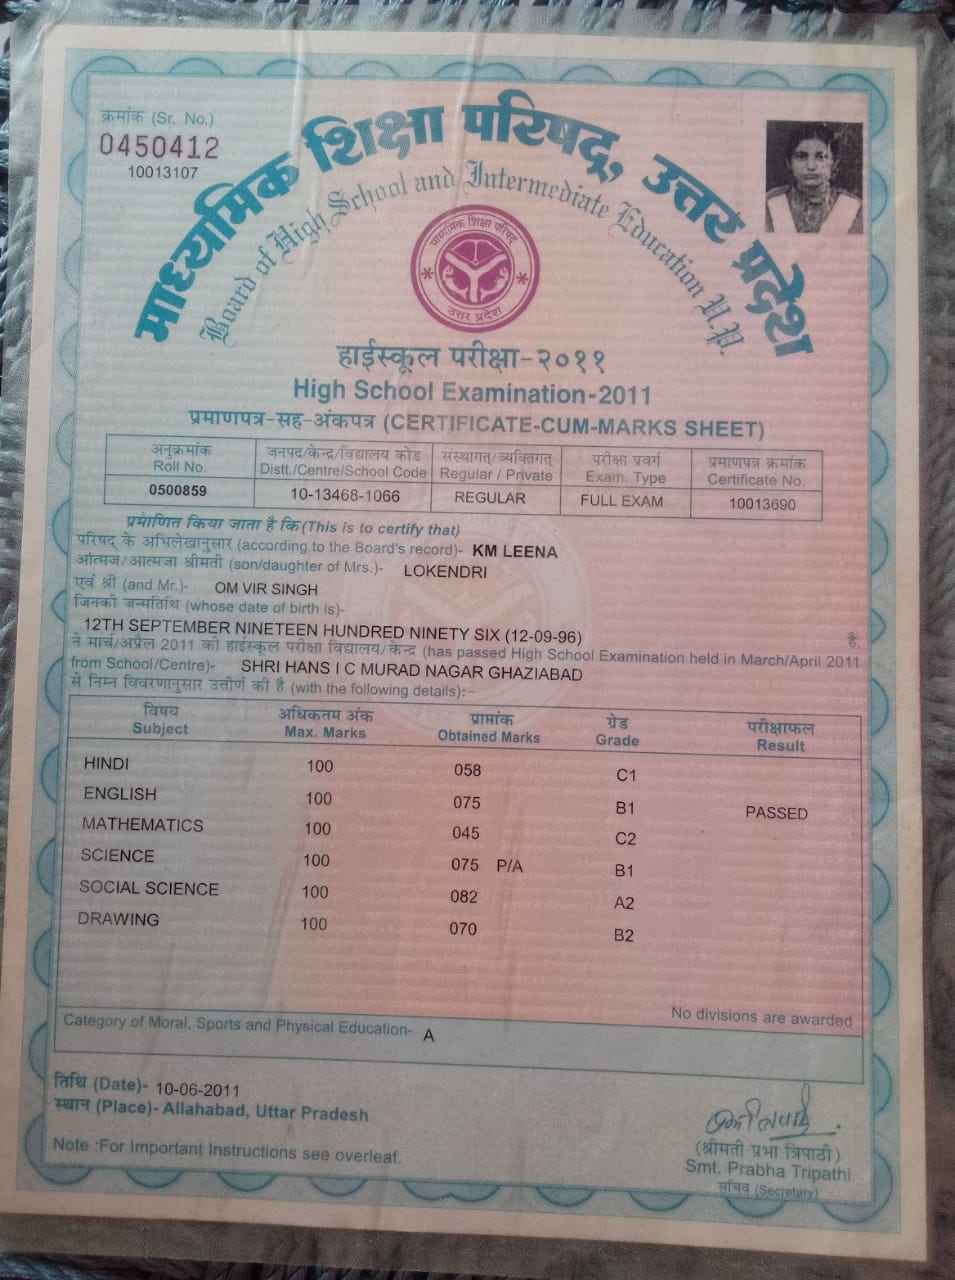 क्रमांक (Sr. No.)
0450412
10013107
माध्यमिक शिक्षा परिषद्, उत्तर प्रदेश
Board of High School and Intermediate Education U.P.
माध्यमिक शिक्षा परिषद्
उत्तर प्रदेश
हाईस्कूल परीक्षा-२०११
High School Examination-2011
प्रमाणपत्र-सह-अंकपत्र (CERTIFICATE-CUM-MARKS SHEET)
अनुक्रमांक जनपद/केन्द्र/विद्यालय कोड संस्थागत/व्यक्तिगत् परीक्षा प्रवर्ग प्रमाणपत्र क्रमांक
Roll No. Distt./Centre/School Code Regular / Private Exam. Type Certificate No.
0500859 10-13468-1066 REGULAR FULL EXAM 10013690
प्रमाणित किया जाता है कि (This is to certify that)
परिषद् के अभिलेखानुसार (according to the Board's record)- KM LEENA
आत्मज/आत्मजा श्रीमती (son/daughter of Mrs.)- LOKENDRI
एवं श्री (and Mr.)- OM VIR SINGH
जिनकी जन्मतिथि (whose date of birth is)-
12TH SEPTEMBER NINETEEN HUNDRED NINETY SIX (12-09-96) है.
ने मार्च/अप्रैल 2011 की हाईस्कूल परीक्षा विद्यालय/केन्द्र (has passed High School Examination held in March/April 2011
from School/Centre)- SHRI HANS I C MURAD NAGAR GHAZIABAD
से निम्न विवरणानुसार उत्तीर्ण की है (with the following details):-
विषय अधिकतम अंक प्राप्तांक ग्रेड परीक्षाफल
Subject Max. Marks Obtained Marks Grade Result
HINDI 100 058 C1
ENGLISH 100 075 B1 PASSED
MATHEMATICS 100 045 C2
SCIENCE 100 075 P/A B1
SOCIAL SCIENCE 100 082 A2
DRAWING 100 070 B2
No divisions are awarded
Category of Moral, Sports and Physical Education- A
तिथि (Date)- 10-06-2011
स्थान (Place)- Allahabad, Uttar Pradesh
Note :For Important Instructions see overleaf.
(श्रीमती प्रभा त्रिपाठी)
Smt. Prabha Tripathi
सचिव (Secretary)